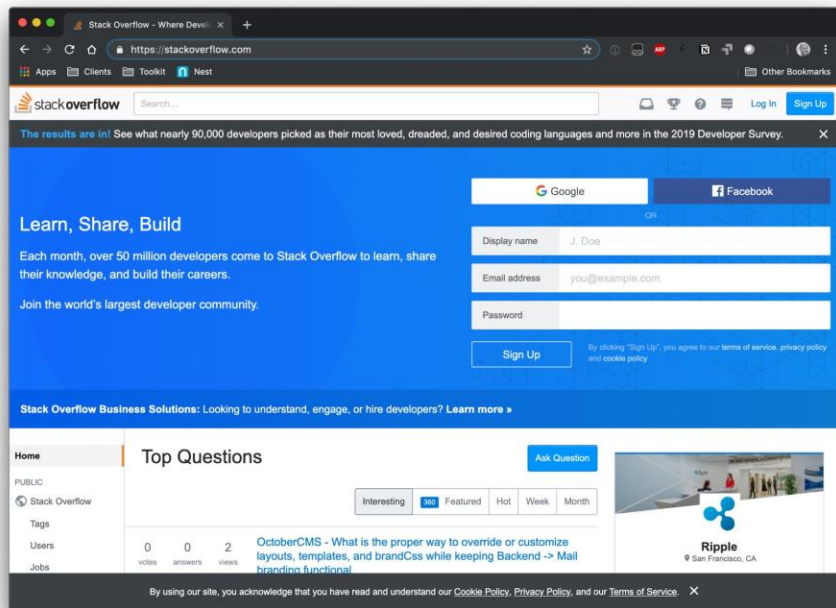 Stack Overflow - Where Devel
https://stackoverflow.com
ABP
Apps Clients Toolkit Nest Other Bookmarks
stackoverflow Search... Log In Sign Up
The results are in! See what nearly 90,000 developers picked as their most loved, dreaded, and desired coding languages and more in the 2019 Developer Survey.
Learn, Share, Build
Each month, over 50 million developers come to Stack Overflow to learn, share
their knowledge, and build their careers.
Join the world's largest developer community.
Google Facebook
OR
Display name J. Doe
Email address you@example.com
Password
Sign Up
By clicking "Sign Up", you agree to our terms of service, privacy policy
and cookie policy
Stack Overflow Business Solutions: Looking to understand, engage, or hire developers? Learn more »
Home
PUBLIC
Stack Overflow
Tags
Users
Jobs
Top Questions
Ask Question
Interesting 360 Featured Hot Week Month
0 0 2
votes answers views
OctoberCMS - What is the proper way to override or customize
layouts, templates, and brandCss while keeping Backend -> Mail
branding functional
Ripple
San Francisco, CA
By using our site, you acknowledge that you have read and understand our Cookie Policy, Privacy Policy, and our Terms of Service.